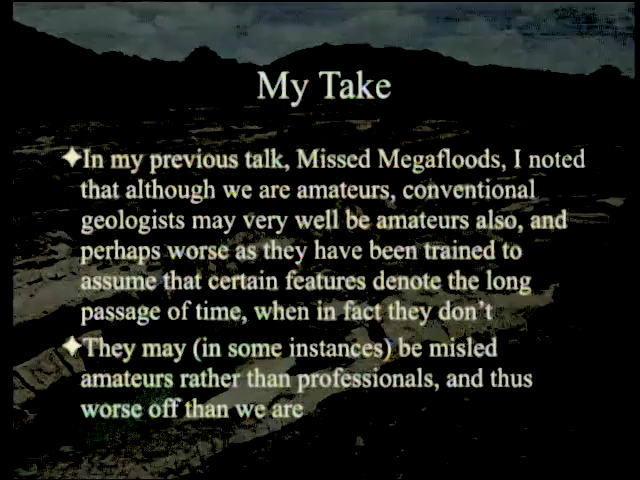 My Take
✦In my previous talk, Missed Megafloods, I noted
that although we are amateurs, conventional
geologists may very well be amateurs also, and
perhaps worse as they have been trained to
assume that certain features denote the long
passage of time, when in fact they don't
✦They may (in some instances) be misled
amateurs rather than professionals, and thus
worse off than we are